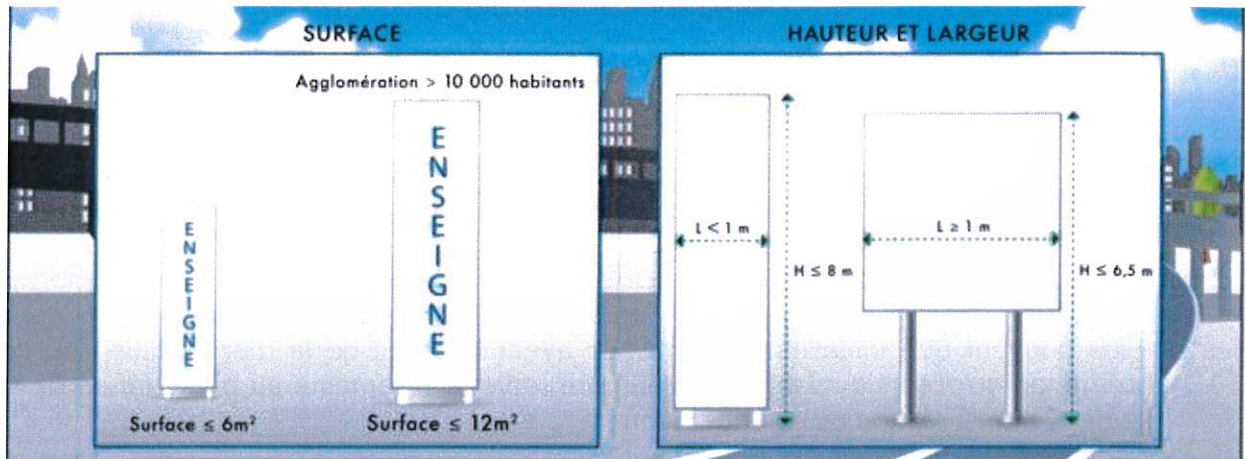 SURFACE
Agglomération > 10 000 habitants
ENSEIGNE
ENSEIGNE
Surface ≤ 6m²
Surface ≤ 12m²
HAUTEUR ET LARGEUR
L < 1 m
H ≤ 8 m
L ≥ 1 m
H ≤ 6,5 m